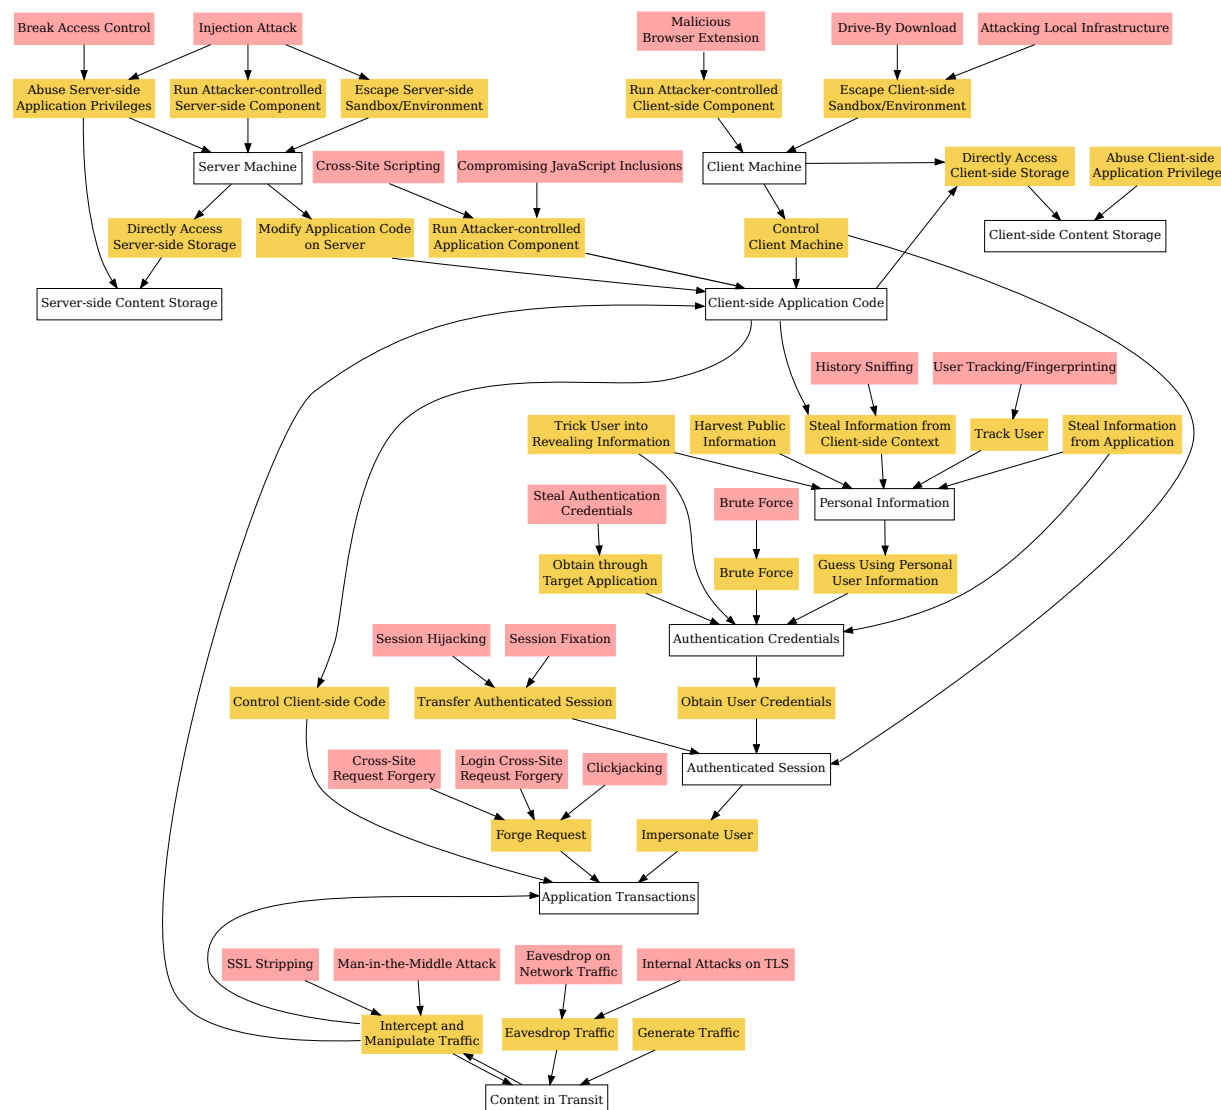 Break Access Control
Injection Attack
Malicious
Browser Extension
Drive-By Download
Attacking Local Infrastructure
Abuse Server-side
Application Privileges
Run Attacker-controlled
Server-side Component
Escape Server-side
Sandbox/Environment
Run Attacker-controlled
Client-side Component
Escape Client-side
Sandbox/Environment
Server Machine
Cross-Site Scripting
Compromising JavaScript Inclusions
Client Machine
Directly Access
Client-side Storage
Abuse Client-side
Application Privilege
Directly Access
Server-side Storage
Modify Application Code
on Server
Run Attacker-controlled
Application Component
Control
Client Machine
Client-side Content Storage
Server-side Content Storage
Client-side Application Code
History Sniffing
User Tracking/Fingerprinting
Trick User into
Revealing Information
Harvest Public
Information
Steal Information from
Client-side Context
Track User
Steal Information
from Application
Steal Authentication
Credentials
Brute Force
Personal Information
Obtain through
Target Application
Brute Force
Guess Using Personal
User Information
Session Hijacking
Session Fixation
Authentication Credentials
Control Client-side Code
Transfer Authenticated Session
Obtain User Credentials
Cross-Site
Request Forgery
Login Cross-Site
Reqeust Forgery
Clickjacking
Authenticated Session
Forge Request
Impersonate User
Application Transactions
SSL Stripping
Man-in-the-Middle Attack
Eavesdrop on
Network Traffic
Internal Attacks on TLS
Intercept and
Manipulate Traffic
Eavesdrop Traffic
Generate Traffic
Content in Transit